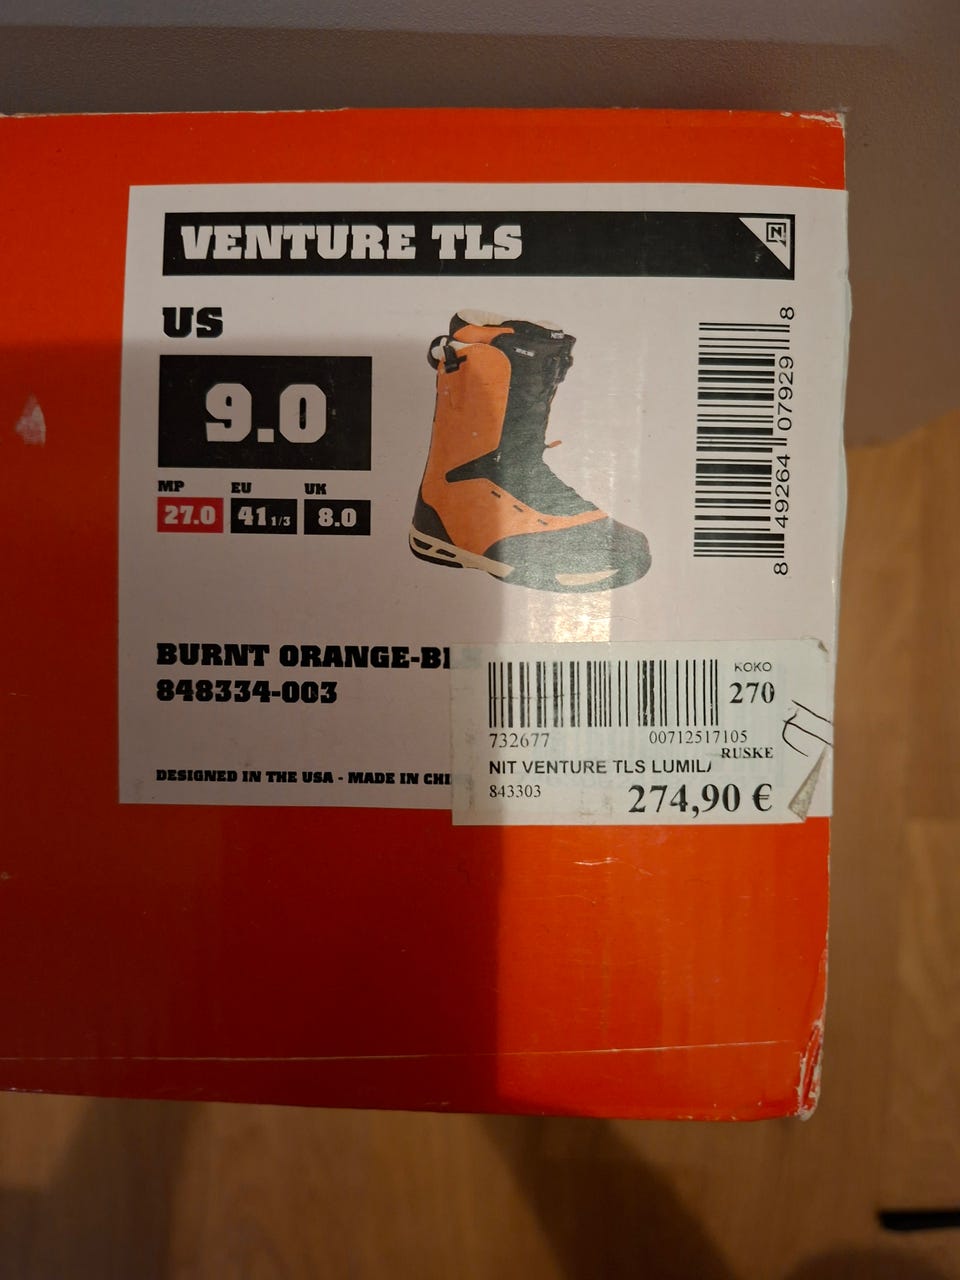 VENTURE TLS
N
US
9.0
MP EU UK
27.0 41 1/3 8.0
8 49264 07929 8
BURNT ORANGE-BL
848334-003
DESIGNED IN THE USA - MADE IN CHI
KOKO
270
732677 00712517105
RUSKE
NIT VENTURE TLS LUMILA
843303
274,90 €